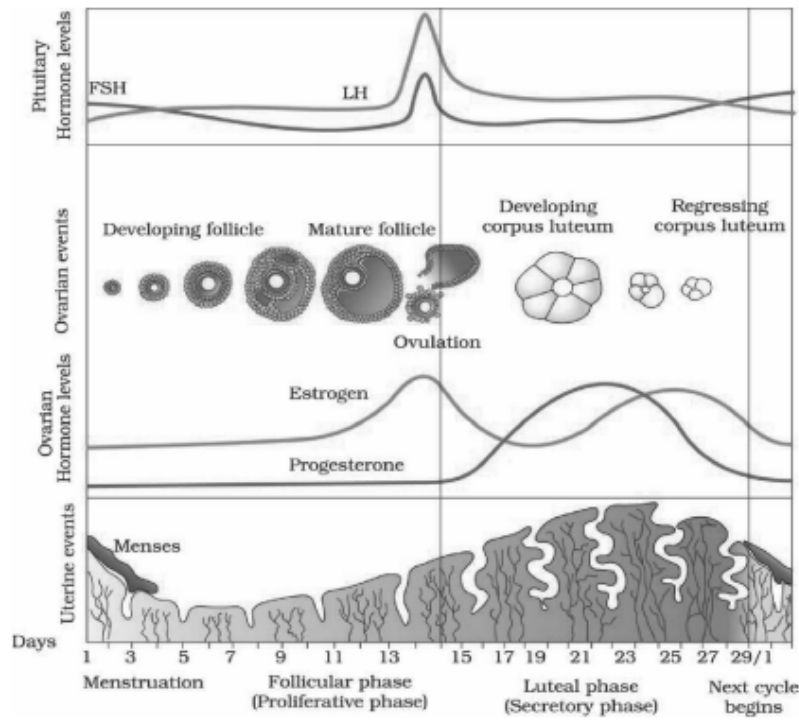 Pituitary
Hormone levels
FSH
LH
Ovarian events
Developing follicle
Mature follicle
Developing
corpus luteum
Regressing
corpus luteum
Ovulation
Ovarian
Hormone levels
Estrogen
Progesterone
Uterine events
Menses
Days
1 3 5 7 9 11 13 15 17 19 21 23 25 27 29/1
Menstruation
Follicular phase
(Proliferative phase)
Luteal phase
(Secretory phase)
Next cycle
begins